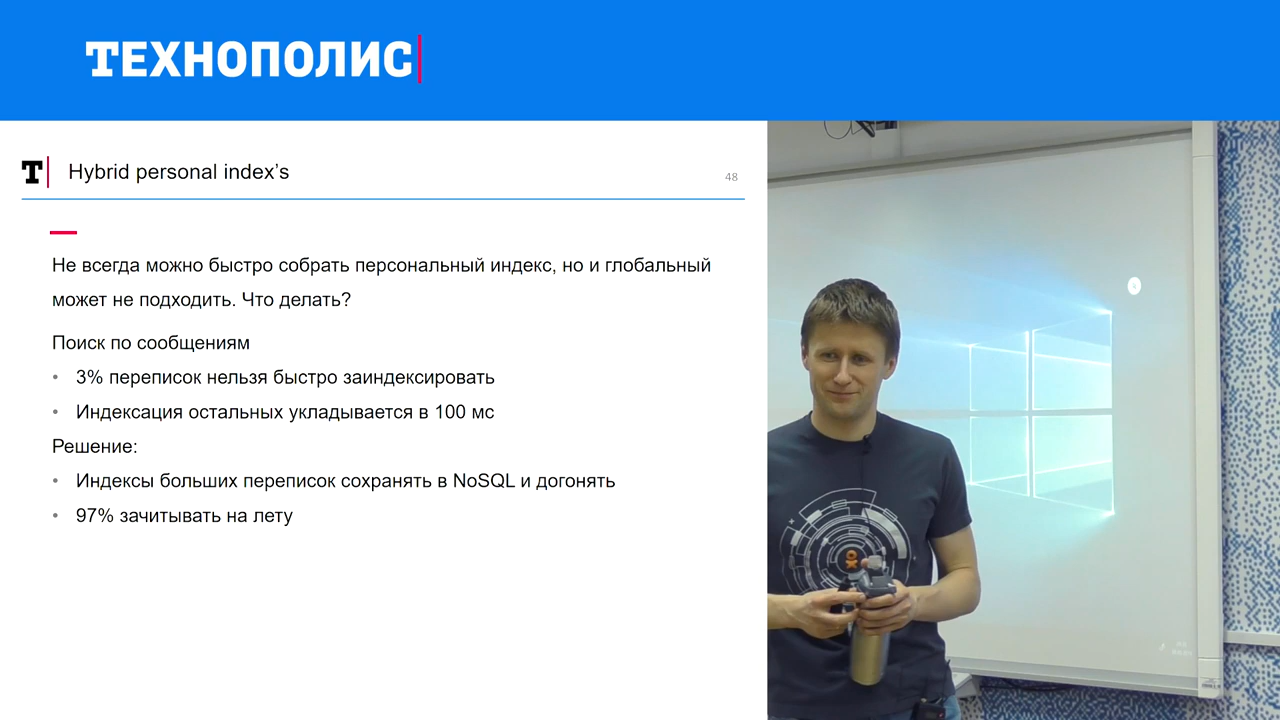 ТЕХНОПОЛИС
T
Hybrid personal index's
48
Не всегда можно быстро собрать персональный индекс, но и глобальный
может не подходить. Что делать?
Поиск по сообщениям
• 3% переписок нельзя быстро заиндексировать
• Индексация остальных укладывается в 100 мс
Решение:
• Индексы больших переписок сохранять в NoSQL и догонять
• 97% зачитывать на лету